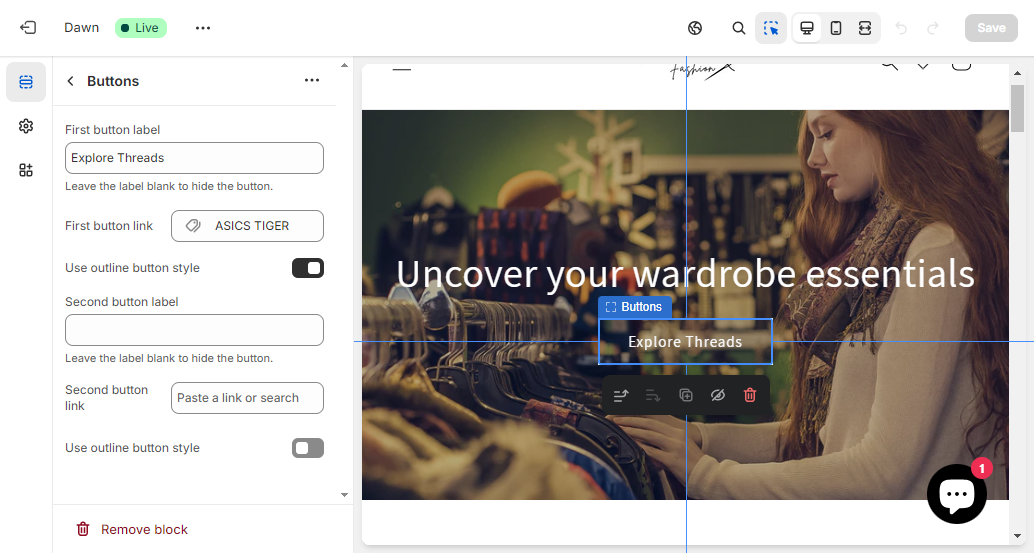 Dawn
Live
Save
Buttons
First button label
Explore Threads
Leave the label blank to hide the button.
First button link
ASICS TIGER
Use outline button style
Second button label
Leave the label blank to hide the button.
Second button
link
Paste a link or search
Use outline button style
Remove block
Fashion
Uncover your wardrobe essentials
Buttons
Explore Threads
1